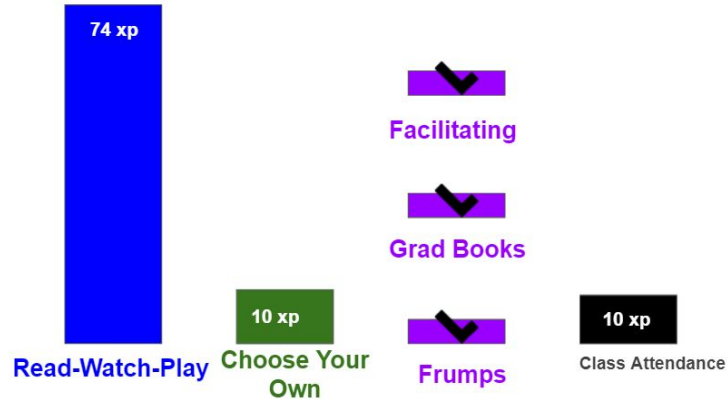 74 xp
Read-Watch-Play
10 xp
Choose Your
Own
Facilitating
Grad Books
Frumps
10 xp
Class Attendance